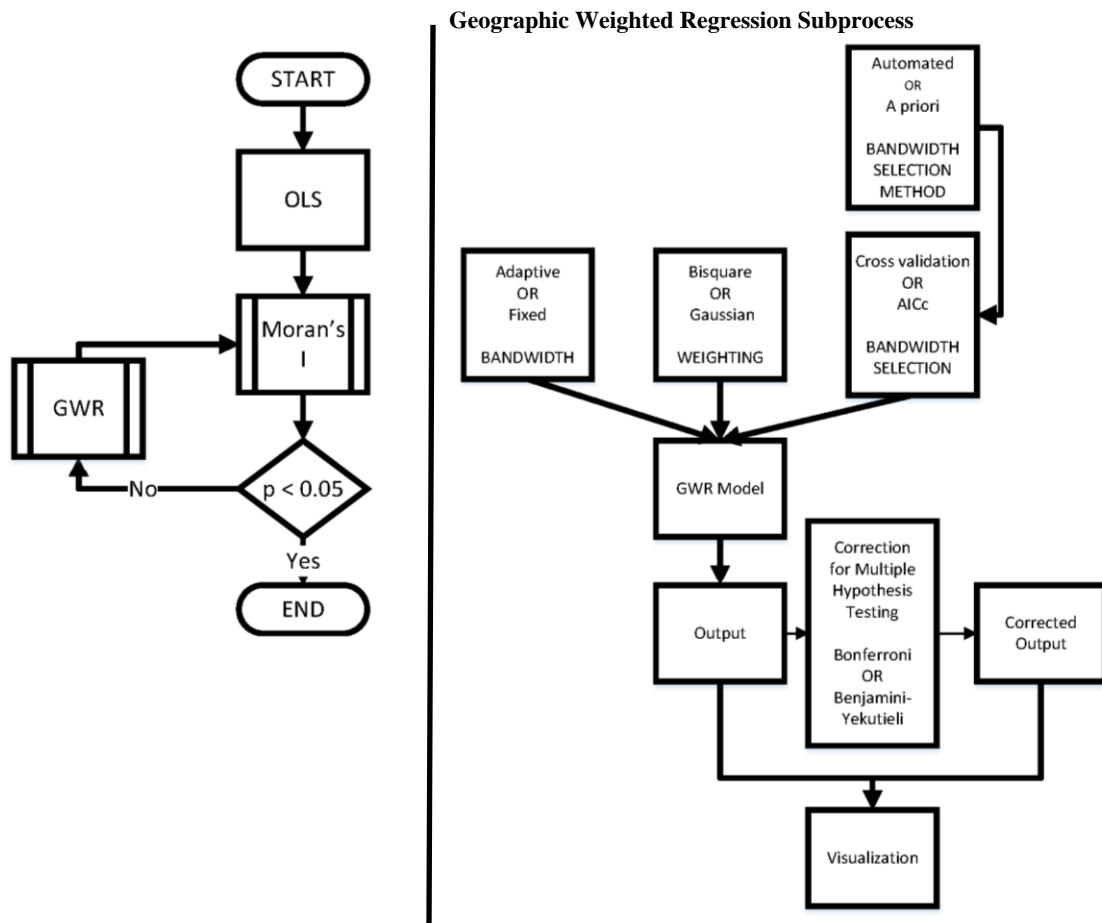 Geographic Weighted Regression Subprocess
START
OLS
Moran's
I
GWR
No
p < 0.05
Yes
END
Automated
OR
A priori
BANDWIDTH
SELECTION
METHOD
Adaptive
OR
Fixed
BANDWIDTH
Bisquare
OR
Gaussian
WEIGHTING
Cross validation
OR
AICc
BANDWIDTH
SELECTION
GWR Model
Output
Correction
for Multiple
Hypothesis
Testing
Bonferroni
OR
Benjamini-
Yekutieli
Corrected
Output
Visualization